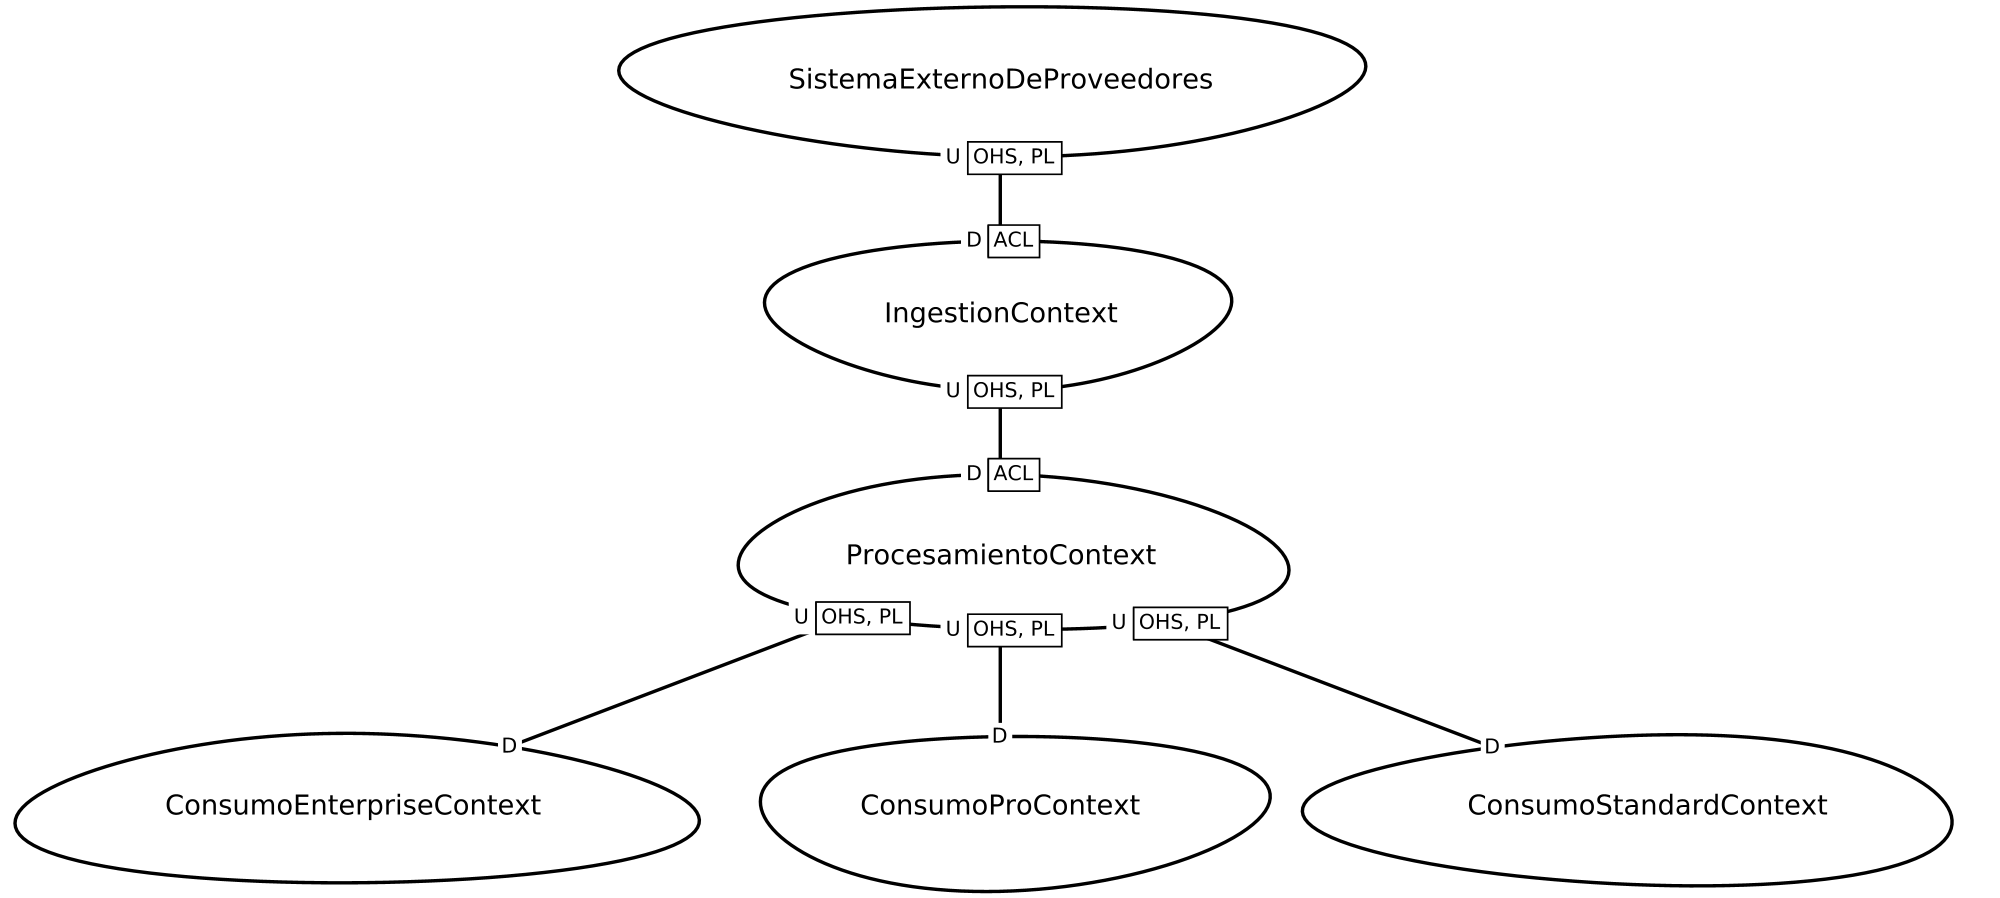 SistemaExternoDeProveedores
U OHS, PL
D ACL
IngestionContext
U OHS, PL
D ACL
ProcesamientoContext
U OHS, PL
U OHS, PL
U OHS, PL
D
D
D
ConsumoEnterpriseContext
ConsumoProContext
ConsumoStandardContext